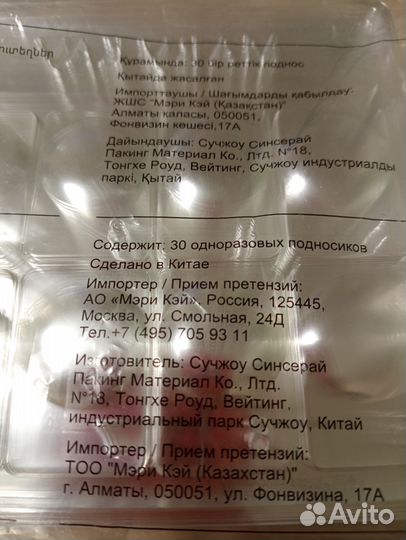 տեղներ
Құрамында: 30 бір реттік поднос
Қытайда жасалған
Импорттаушы / Шағымдарды қабылдау:
ЖШС "Мэри Кэй (Қазақстан)"
Алматы қаласы, 050051,
Фонвизин көшесі,17А
Дайындаушы: Сучжоу Синсерай
Пакинг Материал Ко., Лтд. N°18,
Тонгхе Роуд, Вейтинг, Сучжоу индустриалды
паркі, Қытай
Содержит: 30 одноразовых подносиков
Сделано в Китае
Импортер / Прием претензий:
АО «Мэри Кэй», Россия, 125445,
Москва, ул. Смольная, 24Д
Тел.+7 (495) 705 93 11
Изготовитель: Сучжоу Синсерай
Пакинг Материал Ко., Лтд.
N°18, Тонгхе Роуд, Вейтинг,
индустриальный парк Сучжоу, Китай
Импортер / Прием претензий:
ТОО "Мэри Кэй (Казахстан)"
г. Алматы, 050051, ул. Фонвизина, 17А
Avito